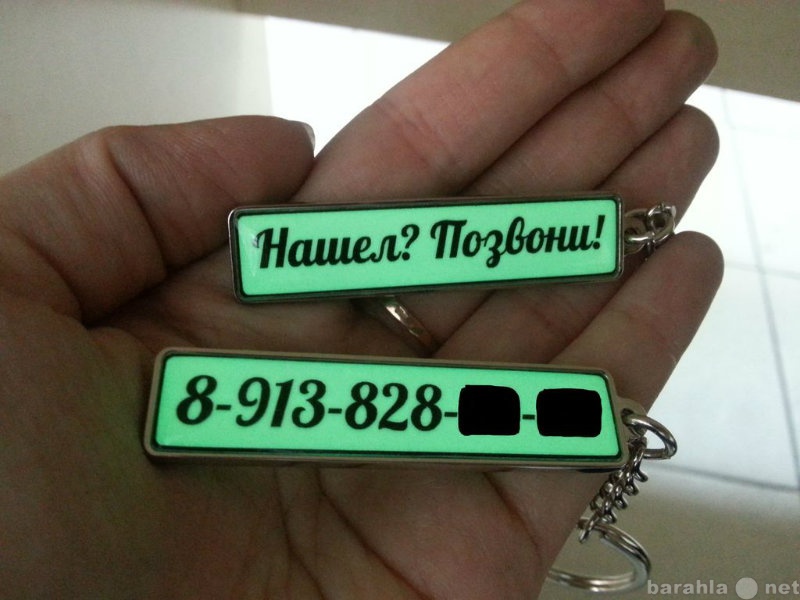 Нашел? Позвони!
8-913-828- -
barahla net